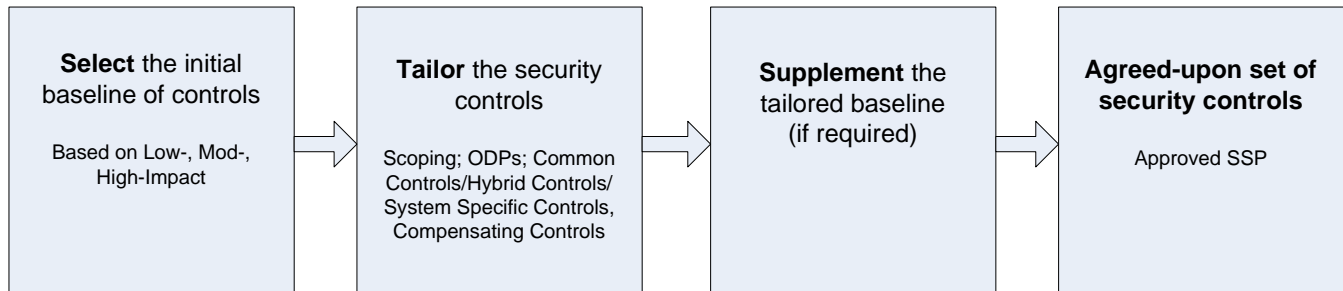 Select the initial
baseline of controls
Based on Low-, Mod-,
High-Impact
Tailor the security
controls
Scoping; ODPs; Common
Controls/Hybrid Controls/
System Specific Controls,
Compensating Controls
Supplement the
tailored baseline
(if required)
Agreed-upon set of
security controls
Approved SSP